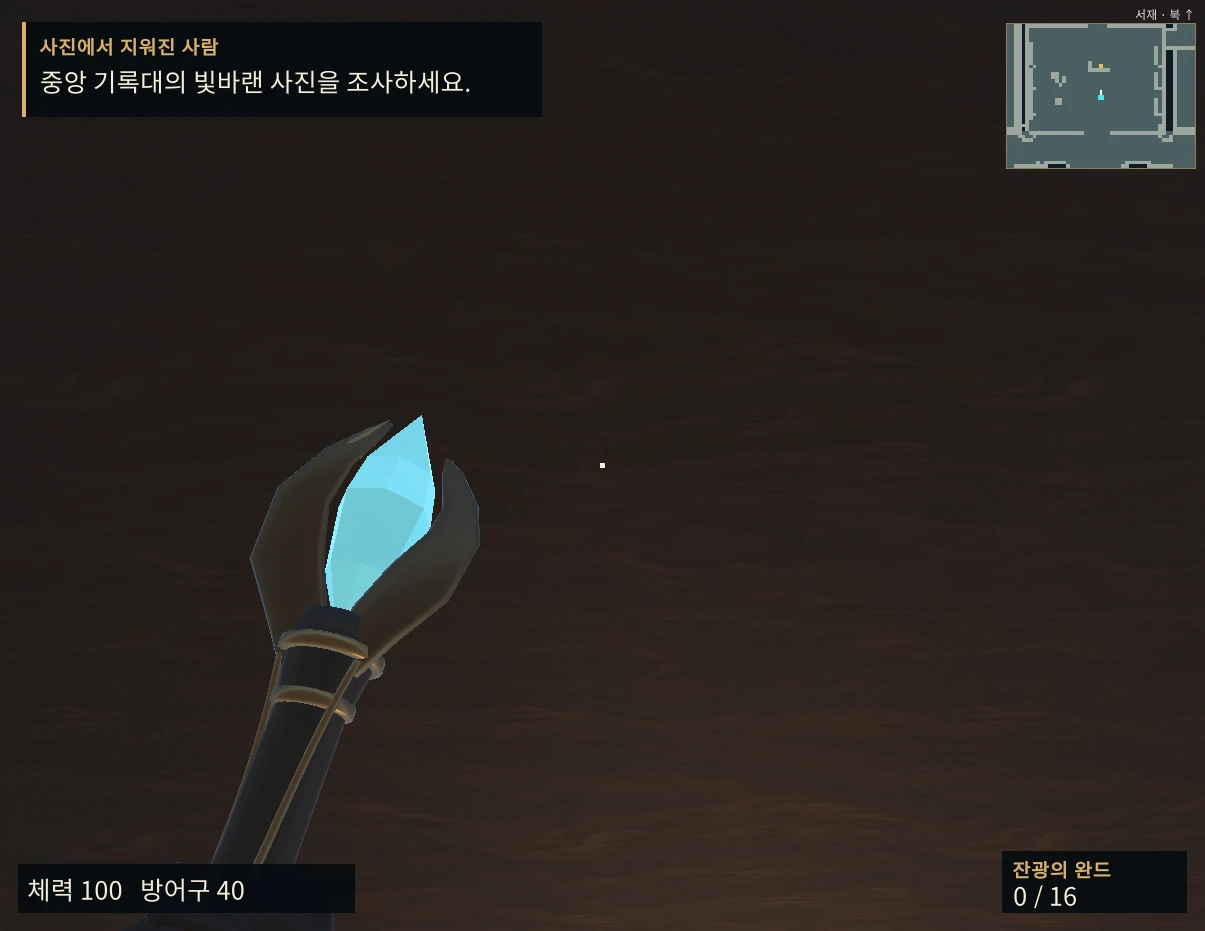 서재 · 북 ↑
사진에서 지워진 사람
중앙 기록대의 빛바랜 사진을 조사하세요.
체력 100 방어구 40
잔광의 완드
0 / 16